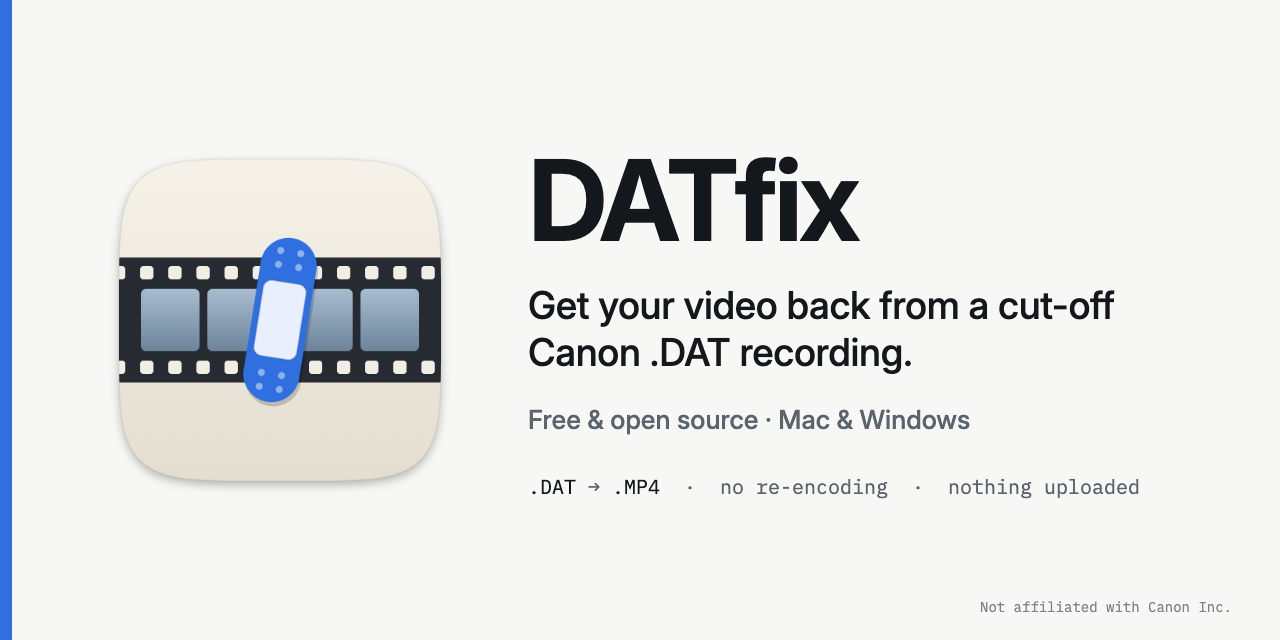 DATfix
Get your video back from a cut-off
Canon .DAT recording.
Free & open source · Mac & Windows
.DAT → .MP4 · no re-encoding · nothing uploaded
Not affiliated with Canon Inc.